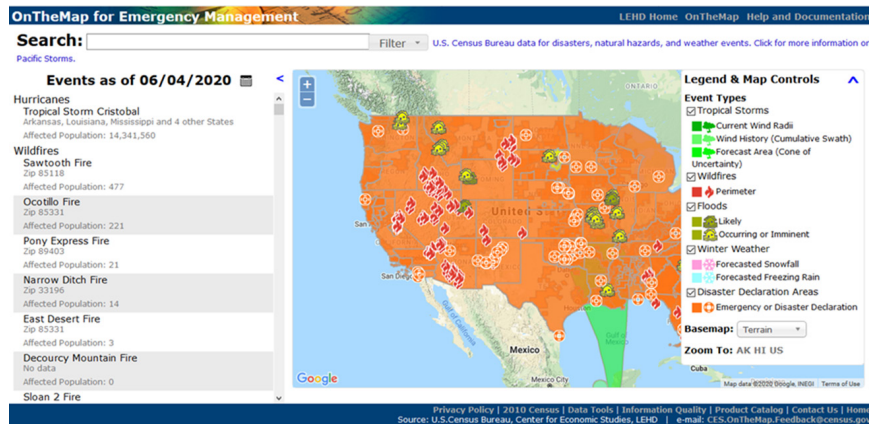 OnTheMap for Emergency Management
LEHD Home OnTheMap Help and Documentation
Search:
Filter
U.S. Census Bureau data for disasters, natural hazards, and weather events. Click for more information on
Pacific Storms.
Events as of 06/04/2020
<
Hurricanes
Tropical Storm Cristobal
Arkansas, Louisiana, Mississippi and 4 other States
Affected Population: 14,341,560
Wildfires
Sawtooth Fire
Zip 85118
Affected Population: 477
Ocotillo Fire
Zip 85331
Affected Population: 221
Pony Express Fire
Zip 89403
Affected Population: 21
Narrow Ditch Fire
Zip 33196
Affected Population: 14
East Desert Fire
Zip 85331
Affected Population: 3
Decourcy Mountain Fire
No data
Affected Population: 0
Sloan 2 Fire
+
−
ONTARIO
United S
San
San Diego
Houston
Gulf of
California
Gulf of
Mexico
Mexico
Mexico City
Cuba
Google
Map data ©2020 Google, INEGI
Terms of Use
Legend & Map Controls
Event Types
Tropical Storms
Current Wind Radii
Wind History (Cumulative Swath)
Forecast Area (Cone of
Uncertainty)
Wildfires
Perimeter
Floods
Likely
Occurring or Imminent
Winter Weather
Forecasted Snowfall
Forecasted Freezing Rain
Disaster Declaration Areas
Emergency or Disaster Declaration
Basemap: Terrain
Zoom To: AK HI US
Privacy Policy | 2010 Census | Data Tools | Information Quality | Product Catalog | Contact Us | Home
Source: U.S.Census Bureau, Center for Economic Studies, LEHD | e-mail: CES.OnTheMap.Feedback@census.gov